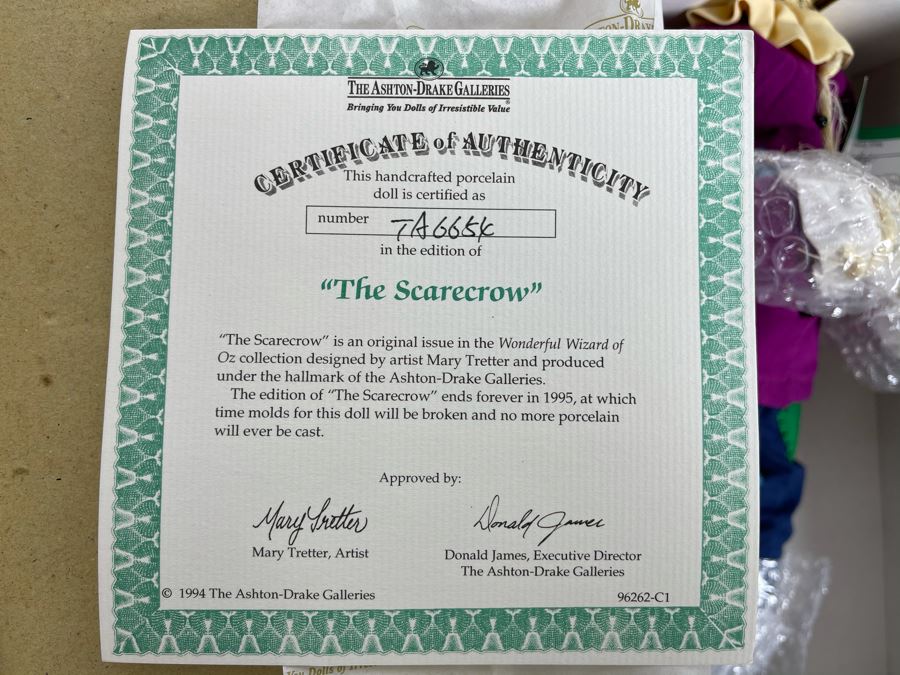 THE ASHTON-DRAKE GALLERIES
Bringing You Dolls of Irresistible Value®
CERTIFICATE of AUTHENTICITY
This handcrafted porcelain
doll is certified as
number TA665K
in the edition of
"The Scarecrow"
"The Scarecrow" is an original issue in the Wonderful Wizard of
Oz collection designed by artist Mary Tretter and produced
under the hallmark of the Ashton-Drake Galleries.
The edition of "The Scarecrow" ends forever in 1995, at which
time molds for this doll will be broken and no more porcelain
will ever be cast.
Approved by:
Mary Tretter Donald James
Mary Tretter, Artist Donald James, Executive Director
The Ashton-Drake Galleries
© 1994 The Ashton-Drake Galleries 96262-C1
You Dolls of